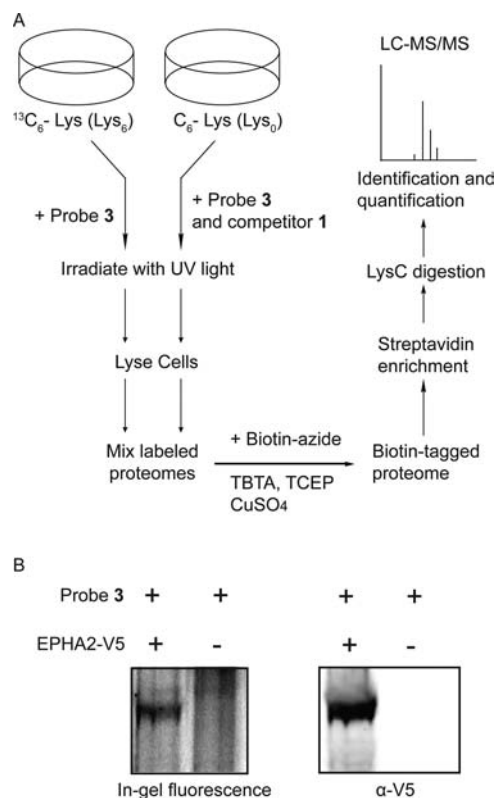 A
¹³C₆- Lys (Lys₆)
C₆- Lys (Lys₀)
+ Probe 3
+ Probe 3
and competitor 1
Irradiate with UV light
Lyse Cells
Mix labeled
proteomes
+ Biotin-azide
TBTA, TCEP
CuSO₄
Biotin-tagged
proteome
Streptavidin
enrichment
LysC digestion
Identification and
quantification
LC-MS/MS
B
Probe 3 + + + +
EPHA2-V5 + - + -
In-gel fluorescence
α-V5